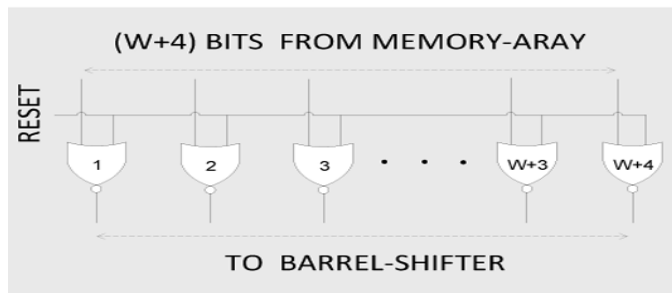 (W+4) BITS FROM MEMORY-ARAY
RESET
1 2 3 . . . W+3 W+4
TO BARREL-SHIFTER